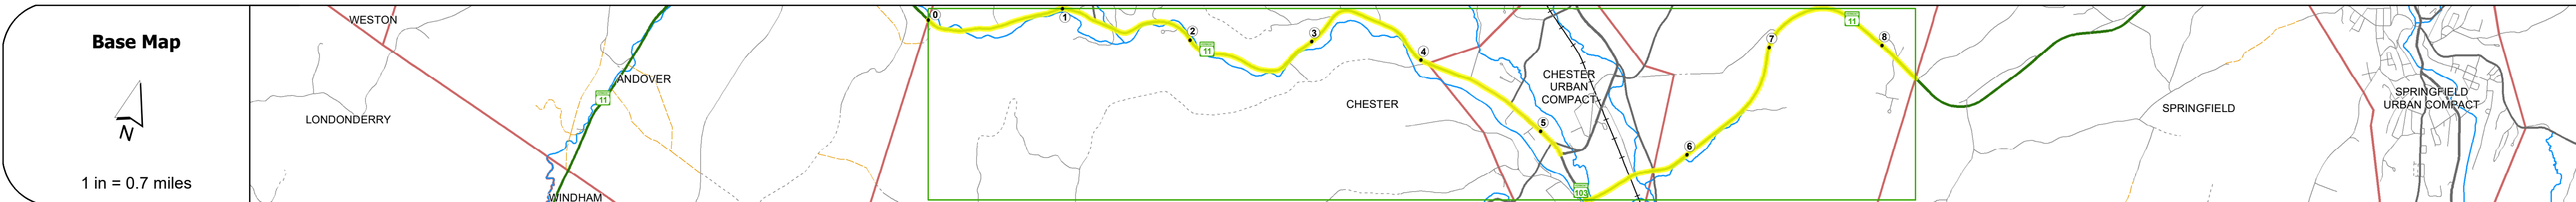 Base Map
N
1 in = 0.7 miles
WESTON
LONDONDERRY
ANDOVER
11
WINDHAM
0
1
2
11
3
4
CHESTER
CHESTER
URBAN
COMPACT
5
103
6
7
11
8
SPRINGFIELD
SPRINGFIELD
URBAN COMPACT